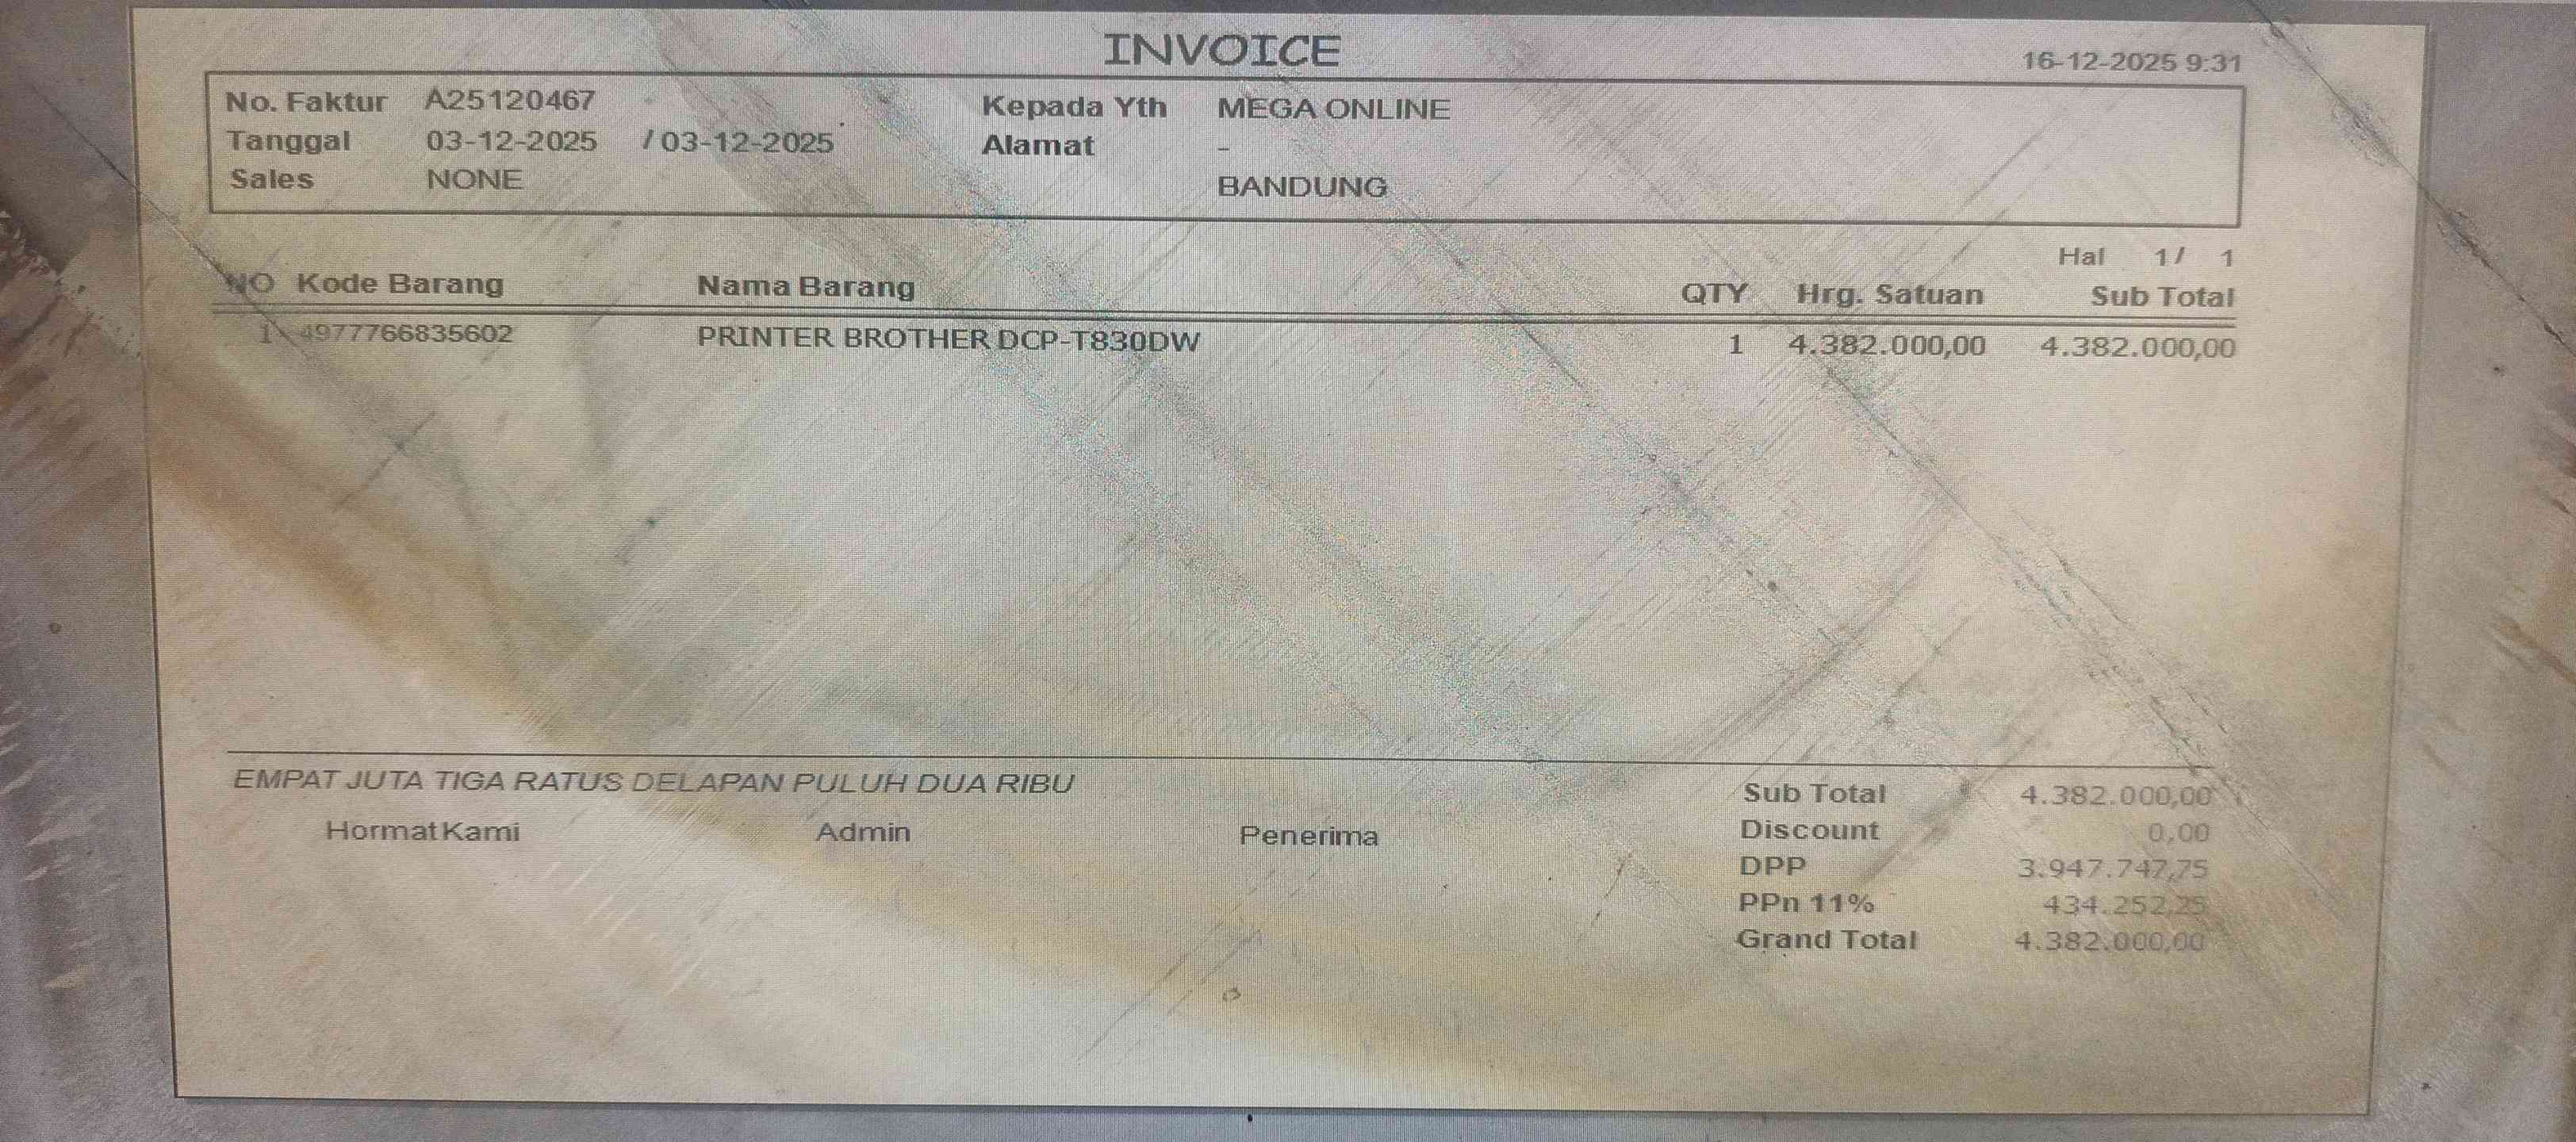 INVOICE
16-12-2025 9:31
No. Faktur A25120467
Tanggal 03-12-2025 / 03-12-2025
Sales NONE
Kepada Yth MEGA ONLINE
Alamat -
BANDUNG
Hal 1/ 1
NO Kode Barang Nama Barang QTY Hrg. Satuan Sub Total
1 4977766835602 PRINTER BROTHER DCP-T830DW 1 4.382.000,00 4.382.000,00
EMPAT JUTA TIGA RATUS DELAPAN PULUH DUA RIBU
Hormat Kami Admin Penerima
Sub Total 4.382.000,00
Discount 0,00
DPP 3.947.747,75
PPn 11% 434.252,25
Grand Total 4.382.000,00